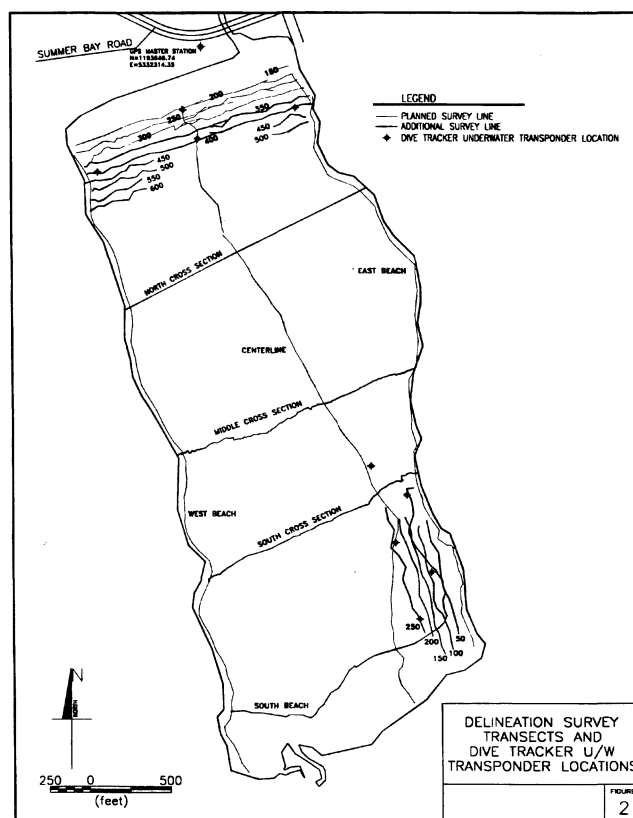 SUMMER BAY ROAD
GPS MASTER STATION
N=1193646.74
E=5332314.35
180
200
250
300
350
400
450
500
450
500
550
600
LEGEND
PLANNED SURVEY LINE
ADDITIONAL SURVEY LINE
DIVE TRACKER UNDERWATER TRANSPONDER LOCATION
NORTH CROSS SECTION
EAST BEACH
CENTERLINE
MIDDLE CROSS SECTION
WEST BEACH
SOUTH CROSS SECTION
250
200
150
100
50
SOUTH BEACH
N
NORTH
250 0 500
(feet)
DELINEATION SURVEY
TRANSECTS AND
DIVE TRACKER U/W
TRANSPONDER LOCATIONS
FIGURE
2